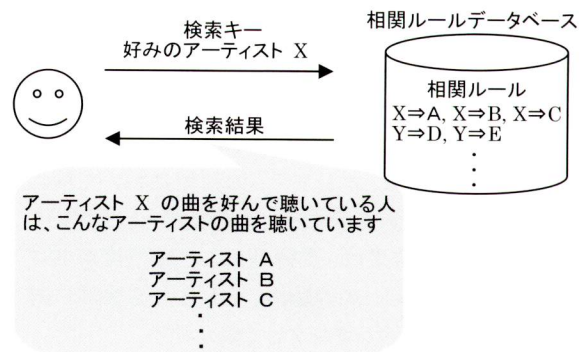 検索キー
好みのアーティスト X
相関ルールデータベース
相関ルール
X⇒A, X⇒B, X⇒C
Y⇒D, Y⇒E
検索結果
アーティスト X の曲を好んで聴いている人
は、こんなアーティストの曲を聴いています
アーティスト A
アーティスト B
アーティスト C